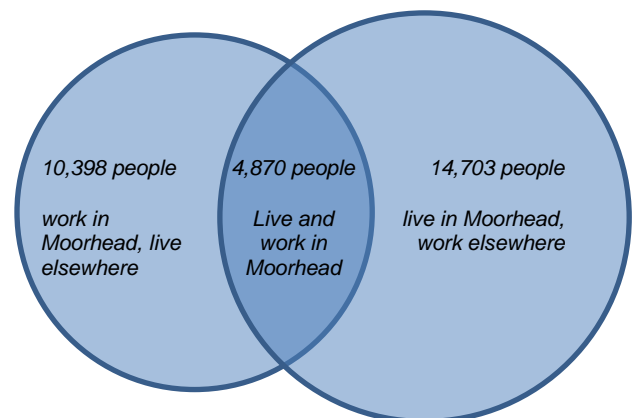 10,398 people
work in
Moorhead, live
elsewhere
4,870 people
Live and
work in
Moorhead
14,703 people
live in Moorhead,
work elsewhere